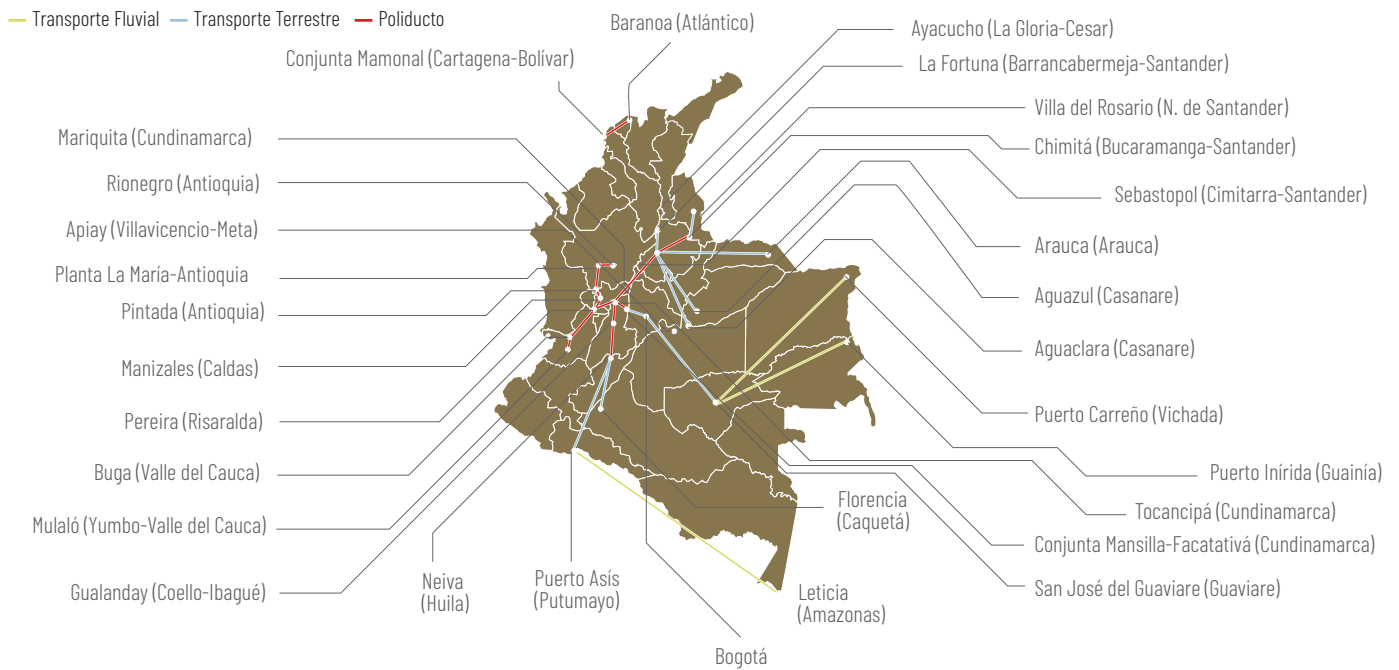 Transporte Fluvial
Transporte Terrestre
Poliducto
Baranoa (Atlántico)
Conjunta Mamonal (Cartagena-Bolívar)
Mariquita (Cundinamarca)
Rionegro (Antioquia)
Apiay (Villavicencio-Meta)
Planta La María-Antioquia
Pintada (Antioquia)
Manizales (Caldas)
Pereira (Risaralda)
Buga (Valle del Cauca)
Mulaló (Yumbo-Valle del Cauca)
Gualanday (Coello-Ibagué)
Neiva
(Huila)
Puerto Asís
(Putumayo)
Bogotá
Leticia
(Amazonas)
Florencia
(Caquetá)
Ayacucho (La Gloria-Cesar)
La Fortuna (Barrancabermeja-Santander)
Villa del Rosario (N. de Santander)
Chimitá (Bucaramanga-Santander)
Sebastopol (Cimitarra-Santander)
Arauca (Arauca)
Aguazul (Casanare)
Aguaclara (Casanare)
Puerto Carreño (Vichada)
Puerto Inírida (Guainía)
Tocancipá (Cundinamarca)
Conjunta Mansilla-Facatativá (Cundinamarca)
San José del Guaviare (Guaviare)